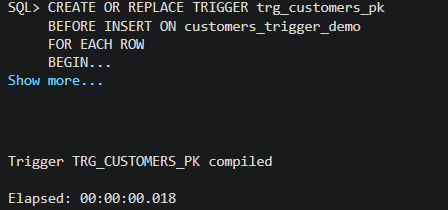 SQL> CREATE OR REPLACE TRIGGER trg_customers_pk
BEFORE INSERT ON customers_trigger_demo
FOR EACH ROW
BEGIN...
Show more...
Trigger TRG_CUSTOMERS_PK compiled
Elapsed: 00:00:00.018